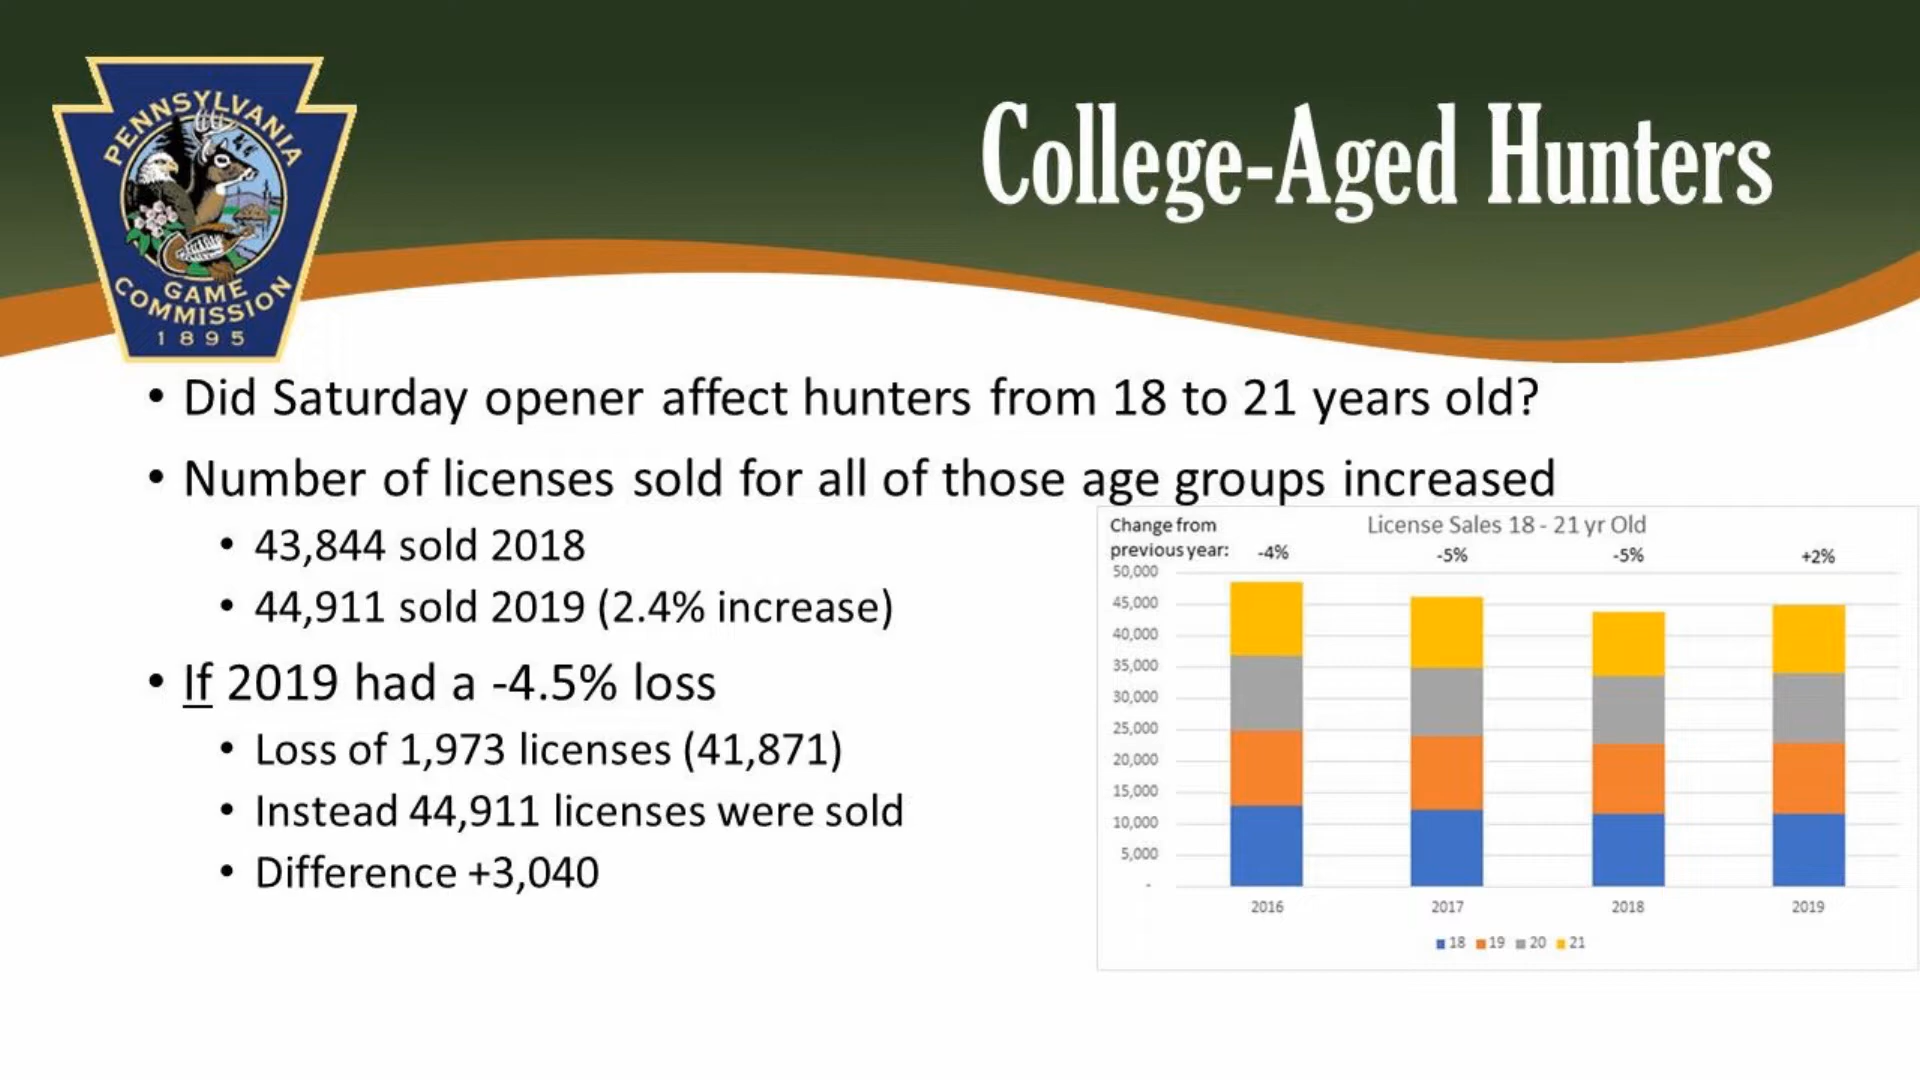 PENNSYLVANIA
GAME
COMMISSION
1895
College-Aged Hunters
• Did Saturday opener affect hunters from 18 to 21 years old?
• Number of licenses sold for all of those age groups increased
• 43,844 sold 2018
• 44,911 sold 2019 (2.4% increase)
• If 2019 had a -4.5% loss
• Loss of 1,973 licenses (41,871)
• Instead 44,911 licenses were sold
• Difference +3,040
Change from
previous year:
License Sales 18 - 21 yr Old
-4% -5% -5% +2%
50,000
45,000
40,000
35,000
30,000
25,000
20,000
15,000
10,000
5,000
-
2016 2017 2018 2019
18 19 20 21